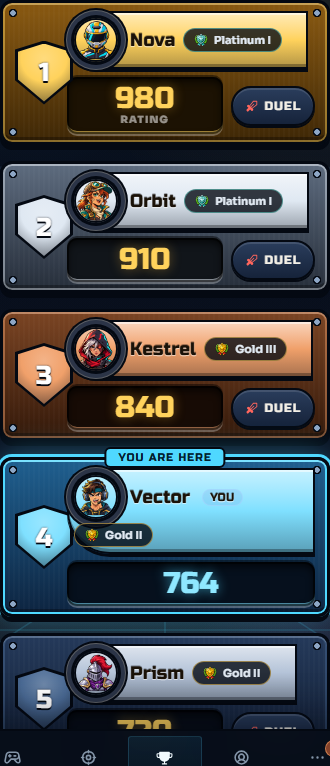 Nova Platinum I
1
980
RATING
DUEL
Orbit Platinum I
2
910
DUEL
Kestrel Gold III
3
840
DUEL
YOU ARE HERE
Vector YOU
4
Gold II
764
Prism Gold II
5